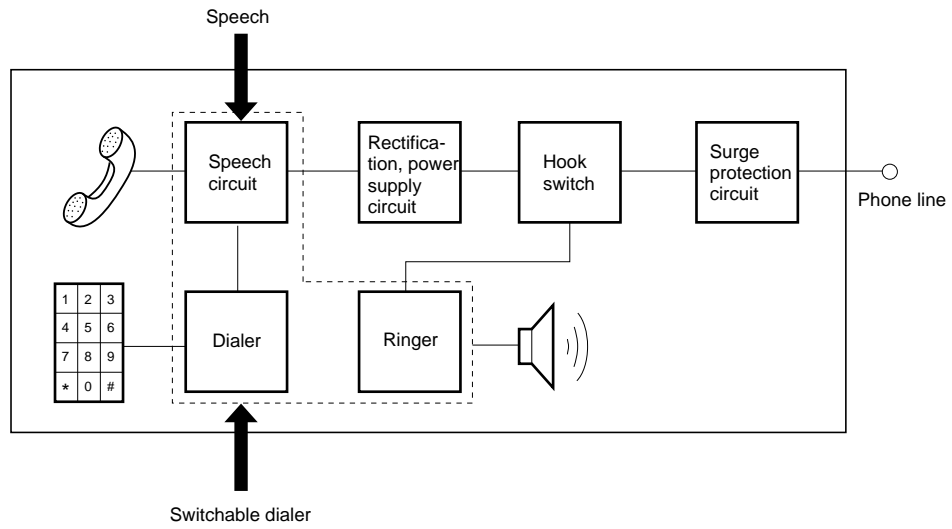 Speech
Speech
circuit
Rectifica-
tion, power
supply
circuit
Hook
switch
Surge
protection
circuit
Phone line
1 2 3
4 5 6
7 8 9
* 0 #
Dialer
Ringer
Switchable dialer